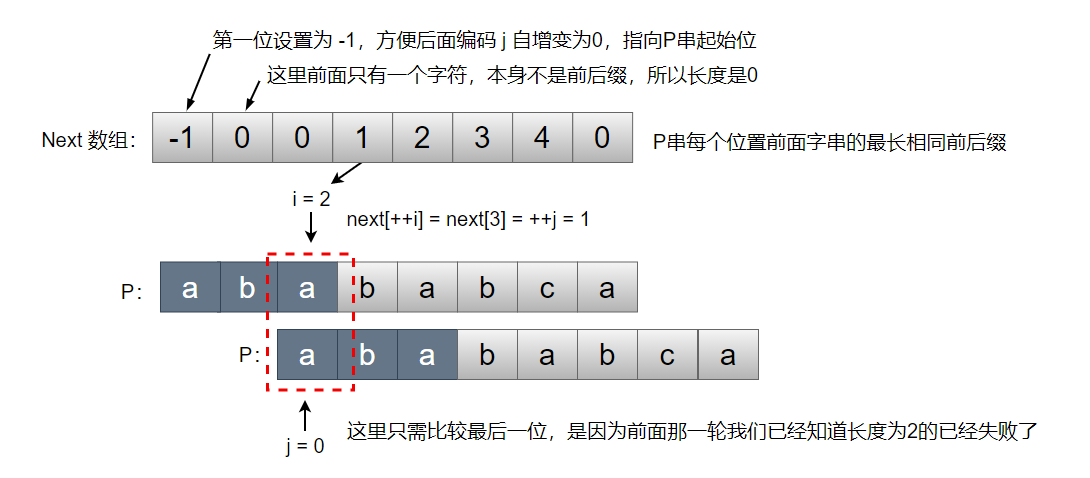 第一位设置为 -1，方便后面编码 j 自增变为0，指向P串起始位
这里前面只有一个字符，本身不是前后缀，所以长度是0
Next 数组： -1 0 0 1 2 3 4 0 P串每个位置前面字串的最长相同前后缀
i = 2
next[++i] = next[3] = ++j = 1
P： a b a b a b c a
P： a b a b a b c a
j = 0
这里只需比较最后一位，是因为前面那一轮我们已经知道长度为2的已经失败了